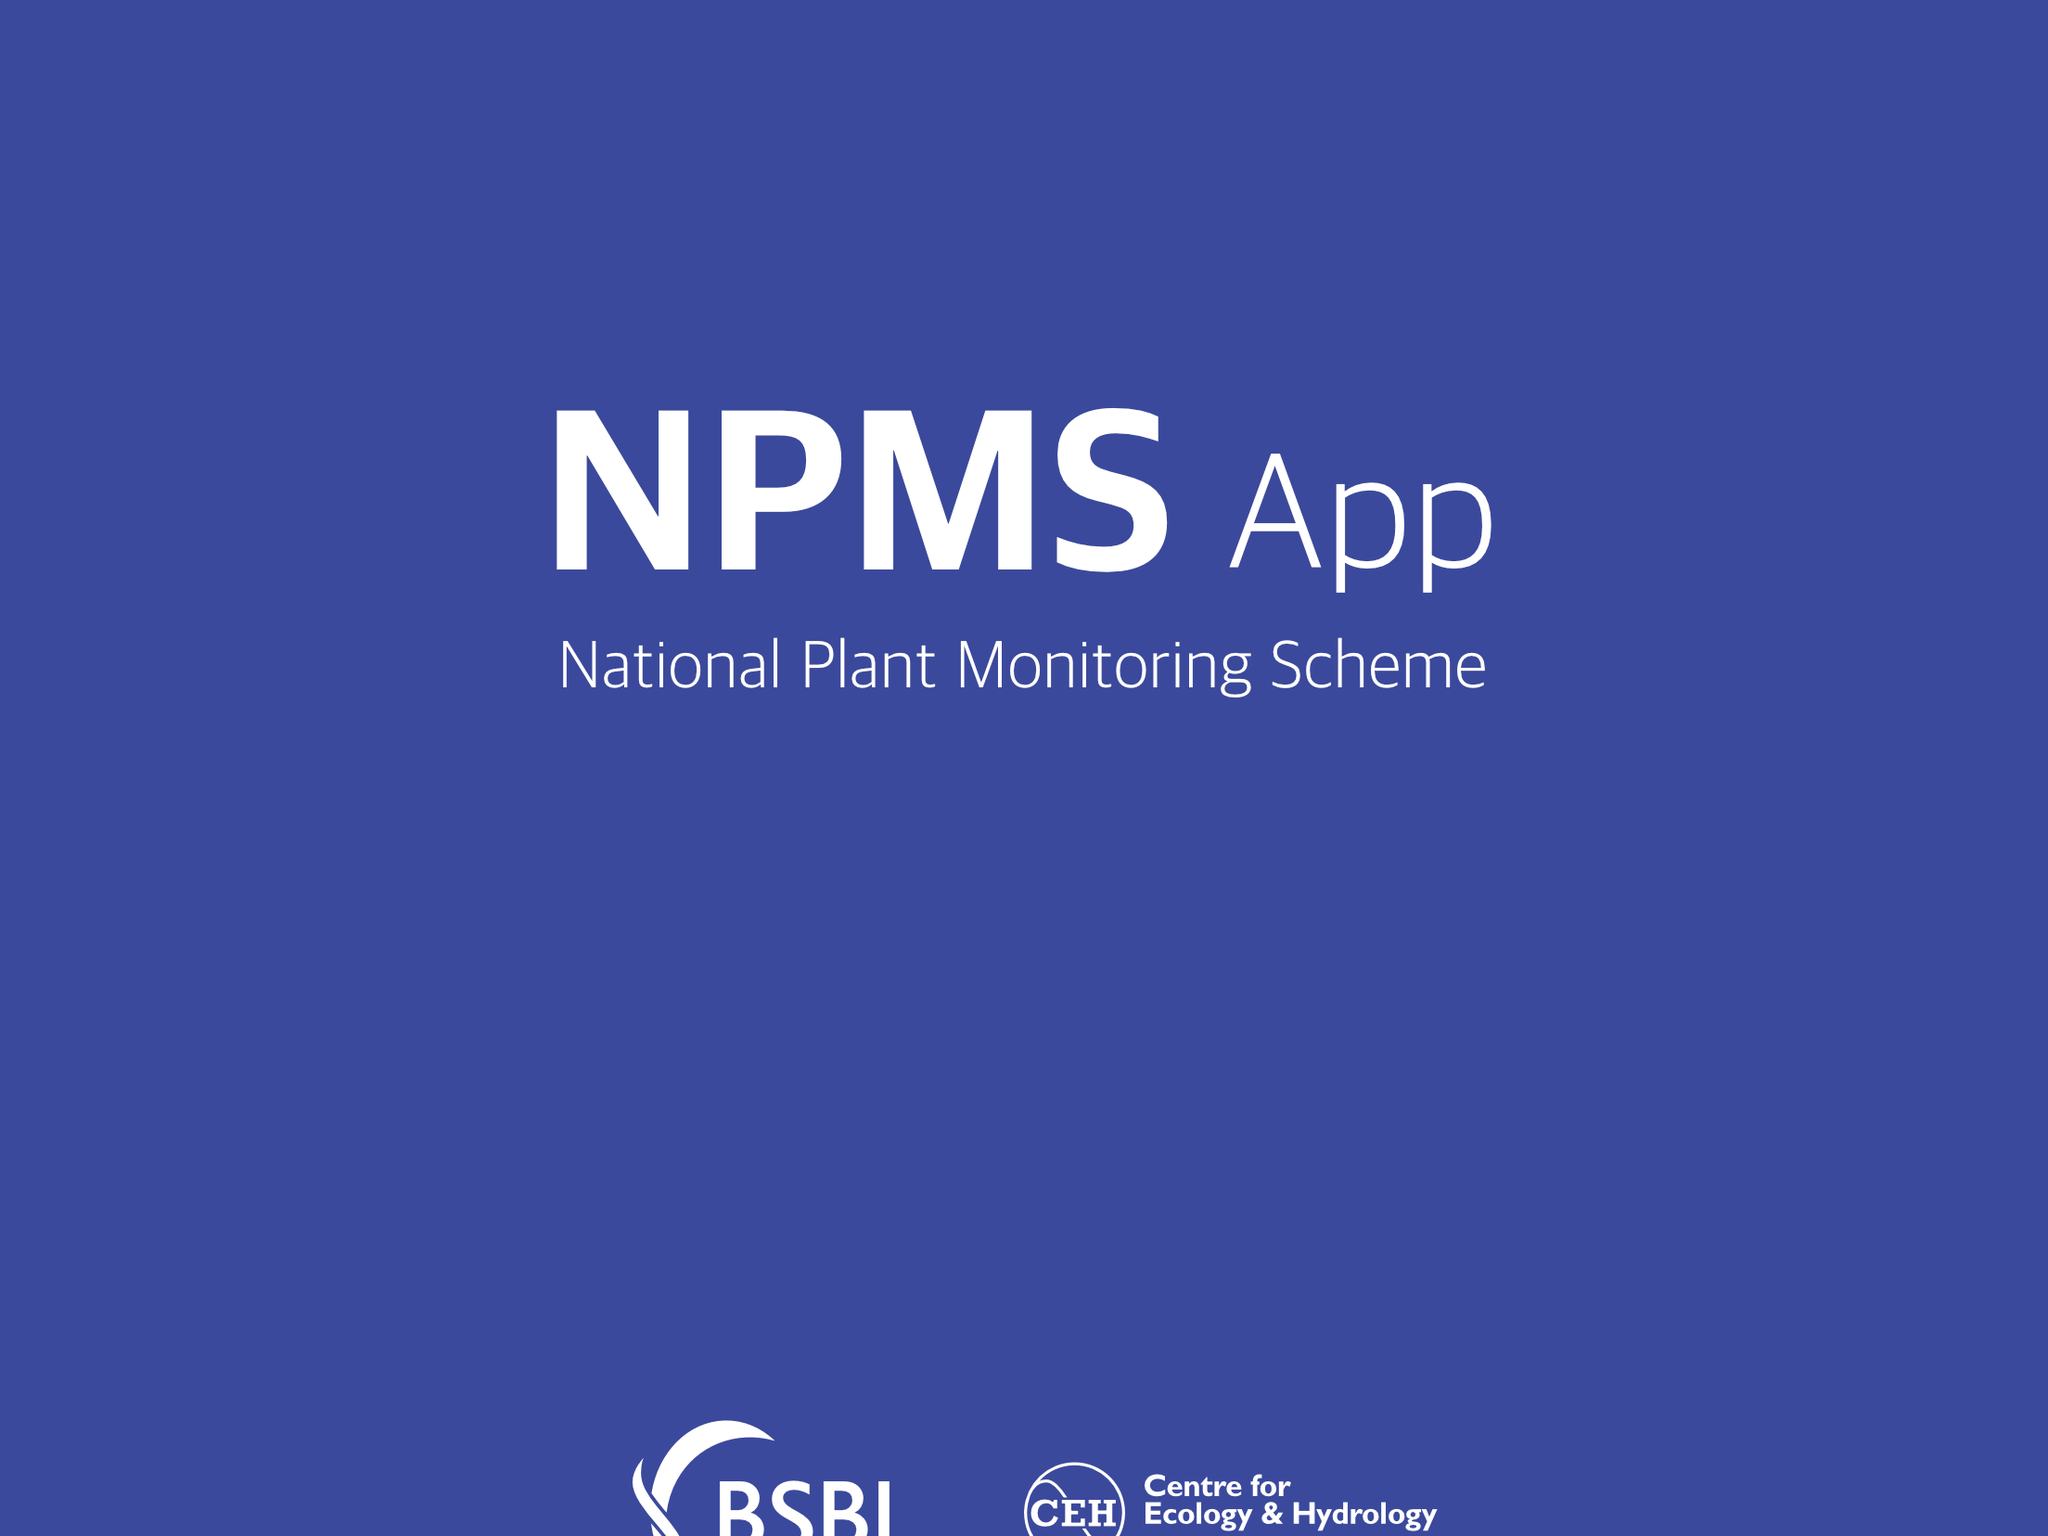 NPMS App
National Plant Monitoring Scheme
BSBI
CEH
Centre for
Ecology & Hydrology